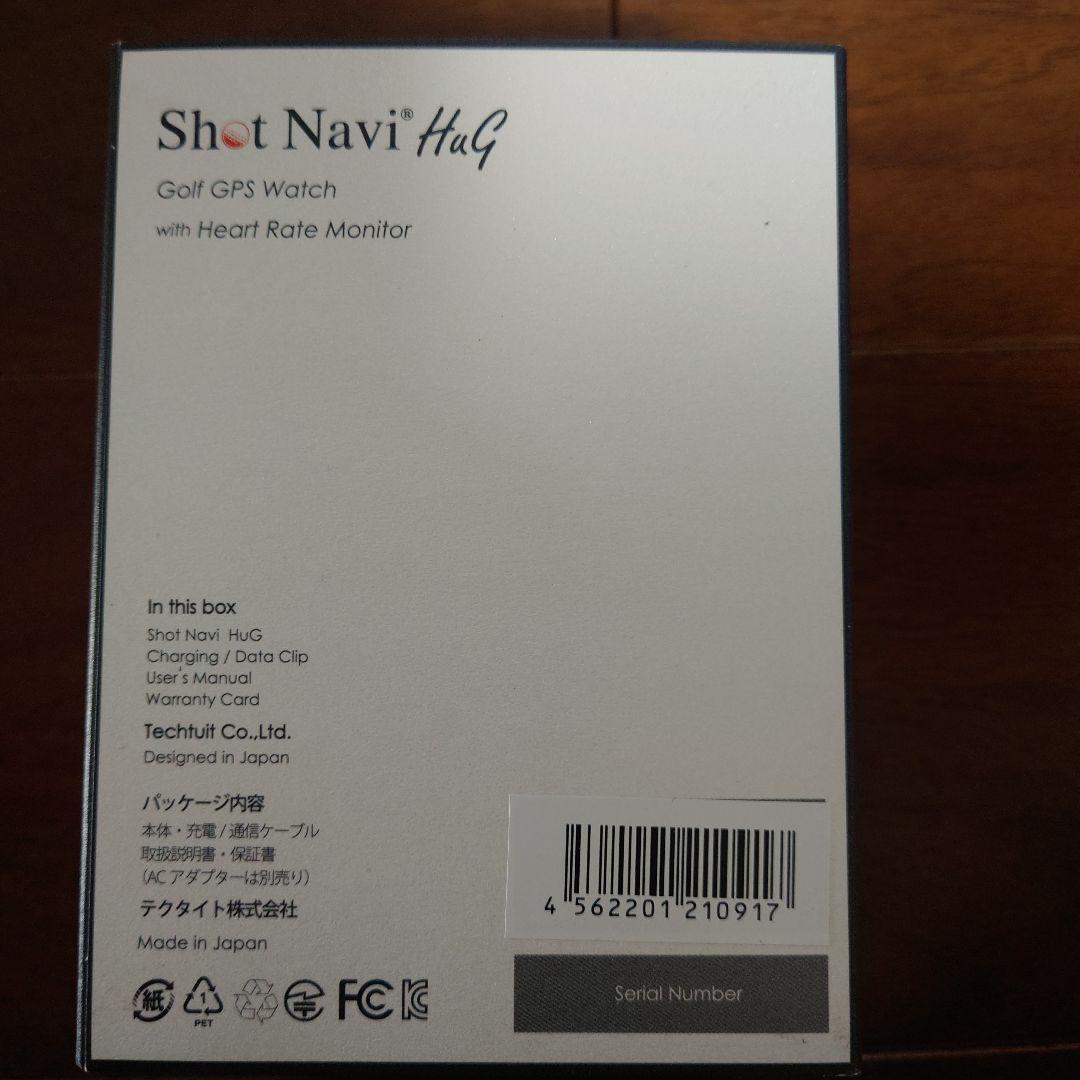 Shot Navi® HuG
Golf GPS Watch
with Heart Rate Monitor
In this box
Shot Navi HuG
Charging / Data Clip
User's Manual
Warranty Card
Techtuit Co.,Ltd.
Designed in Japan
パッケージ内容
本体・充電/通信ケーブル
取扱説明書・保証書
(ACアダプターは別売り)
テクタイト株式会社
Made in Japan
紙
1
PET
FC
4 562201 210917
Serial Number